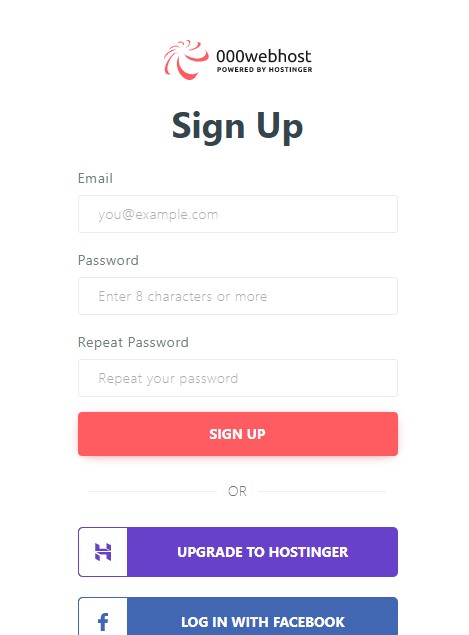 000webhost
POWERED BY HOSTINGER
Sign Up
Email
you@example.com
Password
Enter 8 characters or more
Repeat Password
Repeat your password
SIGN UP
OR
UPGRADE TO HOSTINGER
LOG IN WITH FACEBOOK